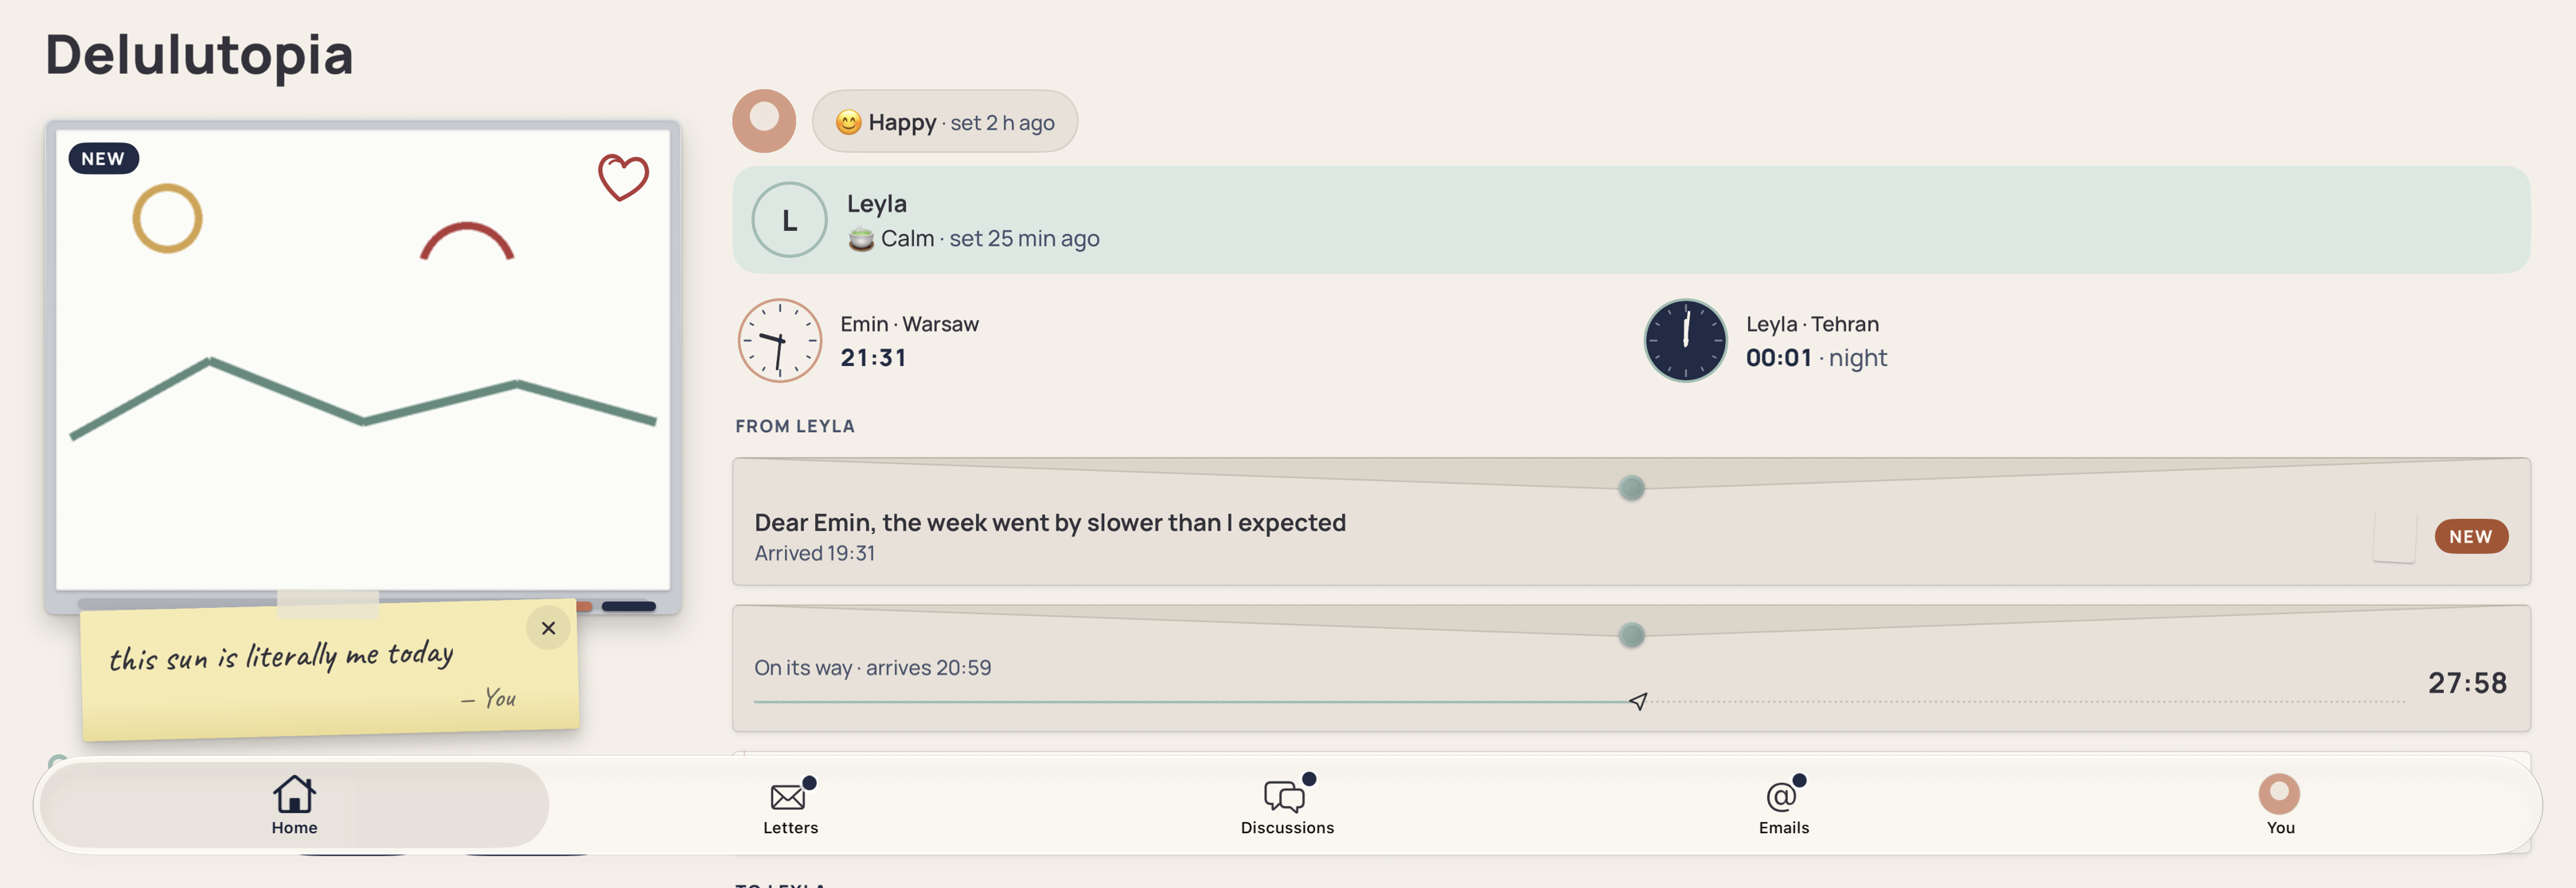 Delulutopia
NEW
😊 Happy · set 2 h ago
L
Leyla
🍵 Calm · set 25 min ago
Emin · Warsaw
21:31
Leyla · Tehran
00:01 · night
FROM LEYLA
Dear Emin, the week went by slower than I expected
Arrived 19:31
NEW
On its way · arrives 20:59
27:58
this sun is literally me today
– You
Home
Letters
Discussions
@
Emails
You